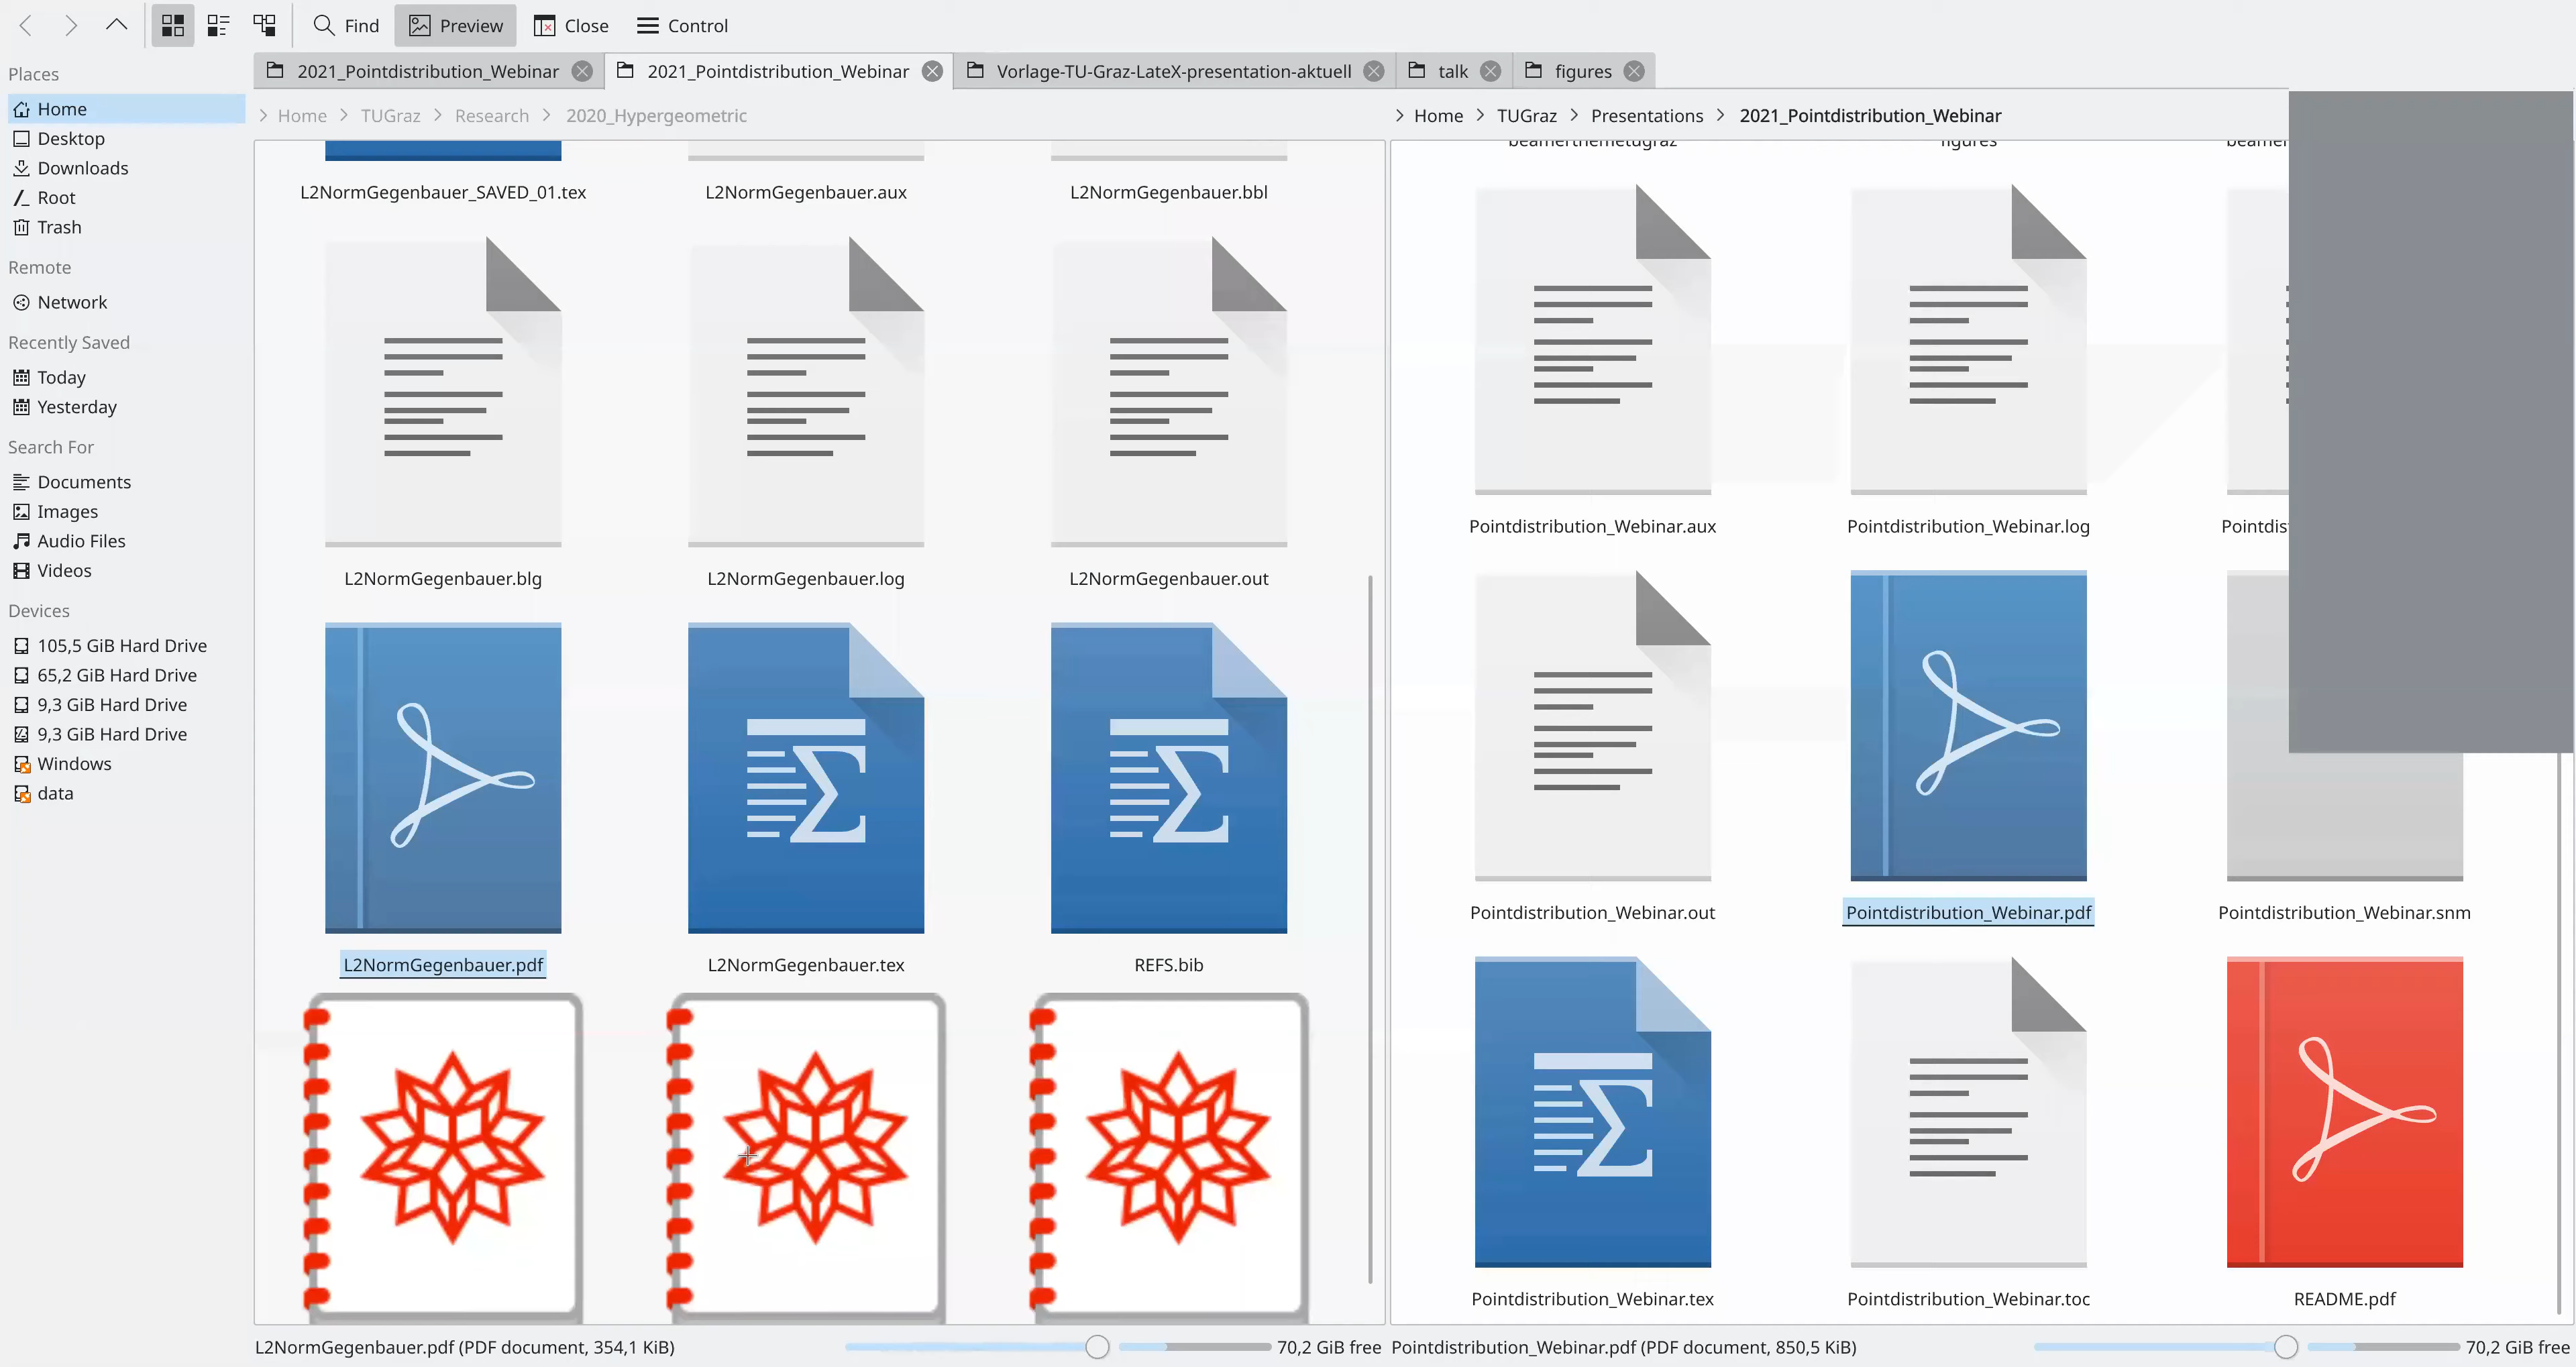 Find Preview Close Control
2021_Pointdistribution_Webinar 2021_Pointdistribution_Webinar Vorlage-TU-Graz-LateX-presentation-aktuell talk figures
Places
Home
Desktop
Downloads
Root
Trash
Remote
Network
Recently Saved
Today
Yesterday
Search For
Documents
Images
Audio Files
Videos
Devices
105,5 GiB Hard Drive
65,2 GiB Hard Drive
9,3 GiB Hard Drive
9,3 GiB Hard Drive
Windows
data
Home TUGraz Research 2020_Hypergeometric
L2NormGegenbauer_SAVED_01.tex L2NormGegenbauer.aux L2NormGegenbauer.bbl
L2NormGegenbauer.blg L2NormGegenbauer.log L2NormGegenbauer.out
L2NormGegenbauer.pdf L2NormGegenbauer.tex REFS.bib
L2NormGegenbauer.pdf (PDF document, 354,1 KiB) 70,2 GiB free
Home TUGraz Presentations 2021_Pointdistribution_Webinar
beamerthemetugraz figures beamer
Pointdistribution_Webinar.aux Pointdistribution_Webinar.log Pointdis
Pointdistribution_Webinar.out Pointdistribution_Webinar.pdf Pointdistribution_Webinar.snm
Pointdistribution_Webinar.tex Pointdistribution_Webinar.toc README.pdf
Pointdistribution_Webinar.pdf (PDF document, 850,5 KiB) 70,2 GiB free